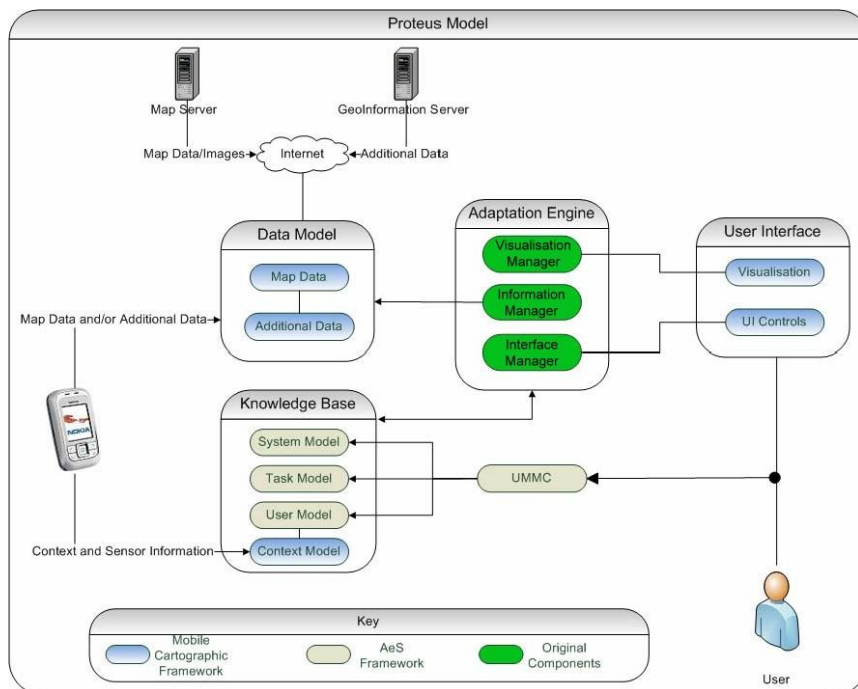 Proteus Model
Map Server
GeoInformation Server
Map Data/Images
Internet
Additional Data
Data Model
Map Data
Additional Data
Adaptation Engine
Visualisation
Manager
Information
Manager
Interface
Manager
User Interface
Visualisation
UI Controls
Map Data and/or Additional Data
NOKIA
Knowledge Base
System Model
Task Model
User Model
Context Model
UMMC
Context and Sensor Information
User
Key
Mobile
Cartographic
Framework
AeS
Framework
Original
Components